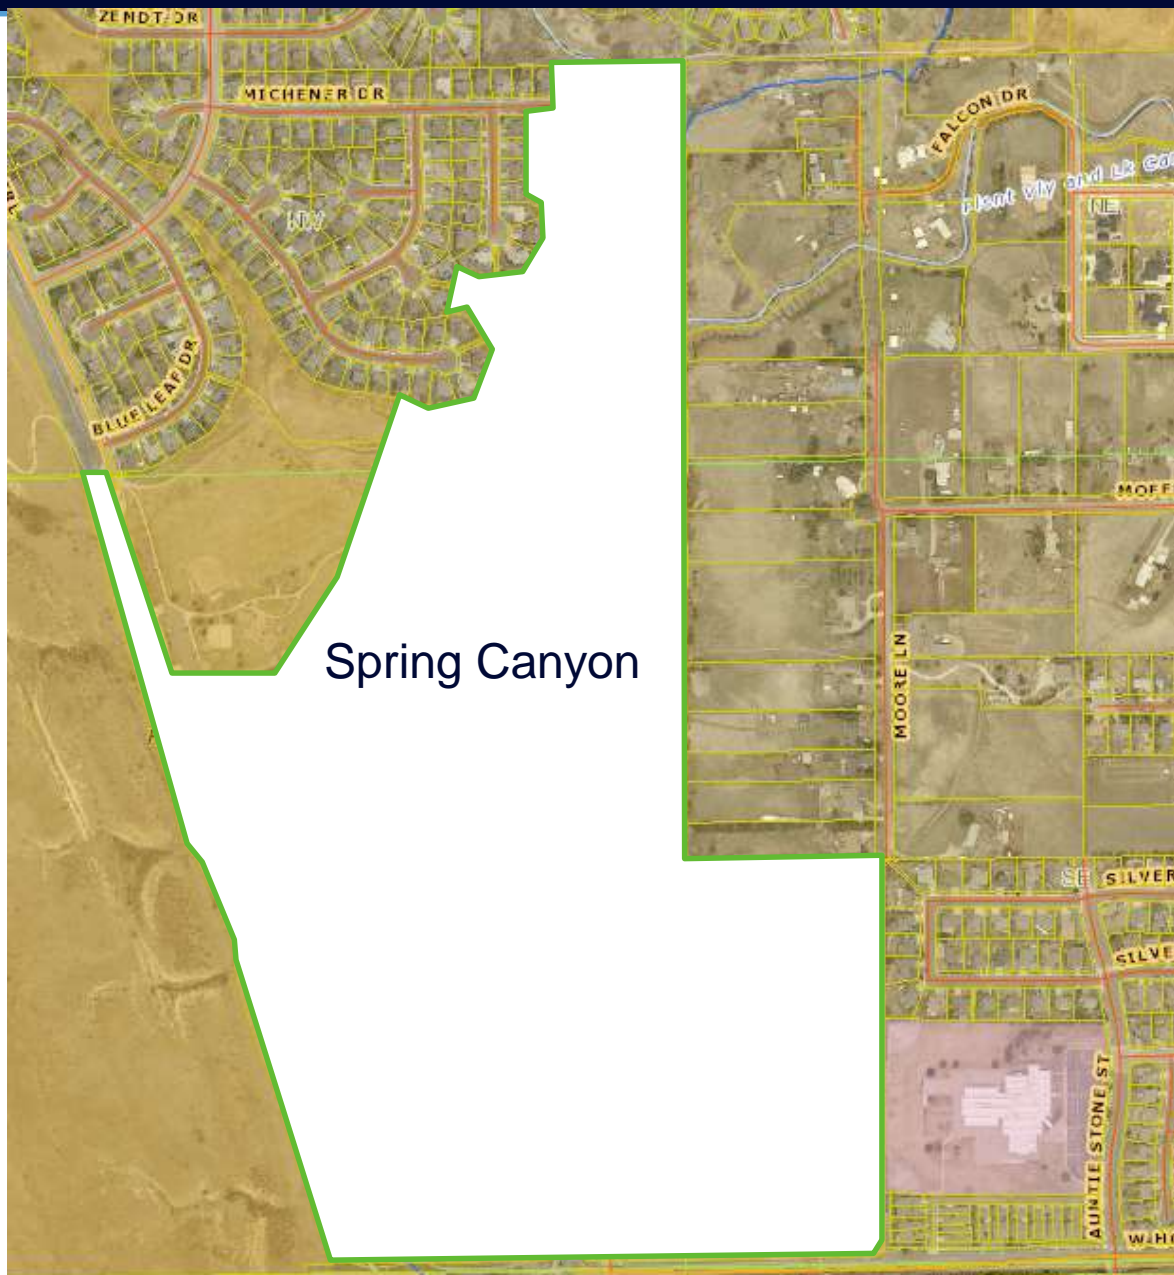 ZENDT DR
MICHENER DR
FALCON DR
NW
NE
BLUE LEAF DR
Spring Canyon
MOORE LN
SE
SILVER
SILVE
AUNTIE STONE ST